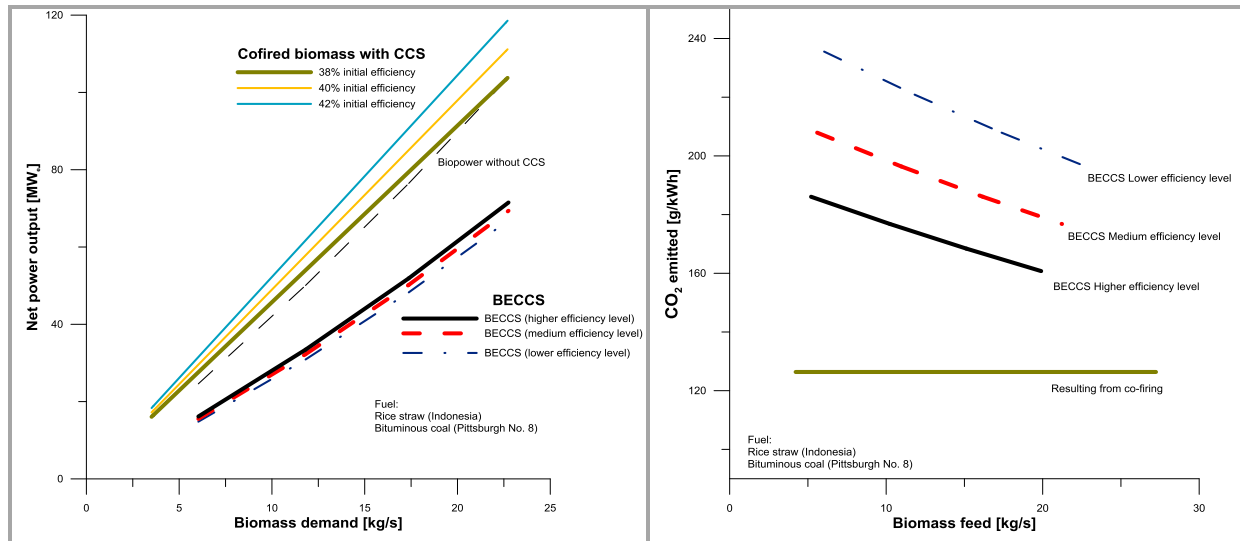 120
80
40
0
Net power output [MWe]
0
5
10
15
20
25
Biomass demand [kg/s]
Cofired biomass with CCS
38% initial efficiency
40% initial efficiency
42% initial efficiency
Biopower without CCS
BECCS
BECCS (higher efficiency level)
BECCS (medium efficiency level)
BECCS (lower efficiency level)
Fuel:
Rice straw (Indonesia)
Bituminous coal (Pittsburgh No. 8)
240
200
160
120
CO2 emitted [g/kWh]
0
10
20
30
Biomass feed [kg/s]
BECCS Lower efficiency level
BECCS Medium efficiency level
BECCS Higher efficiency level
Resulting from co-firing
Fuel:
Rice straw (Indonesia)
Bituminous coal (Pittsburgh No. 8)